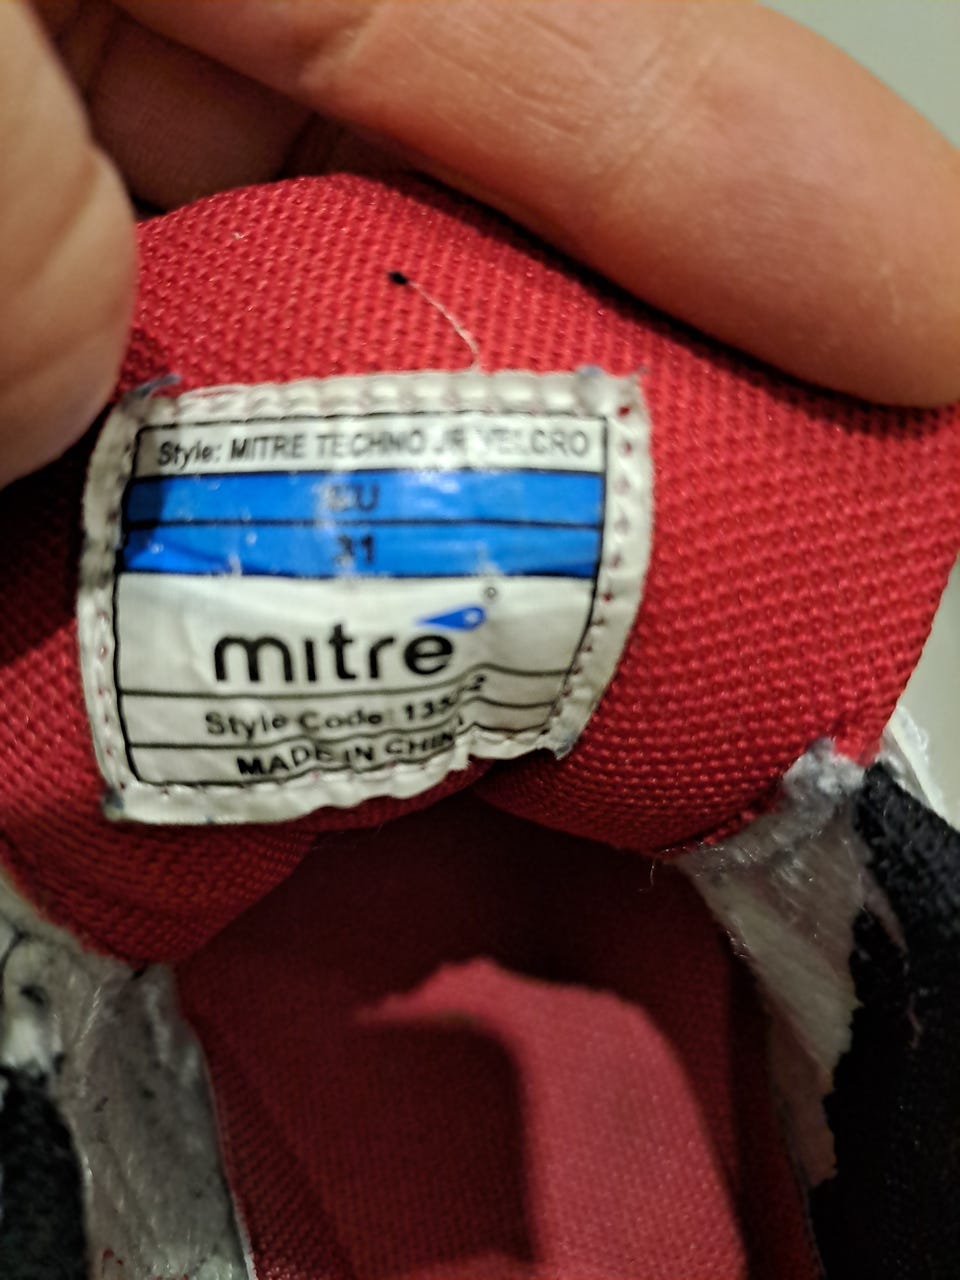 Style: MITRE TECHNO JR VELCRO
EU
31
mitre
Style Code
MADE IN CHINA